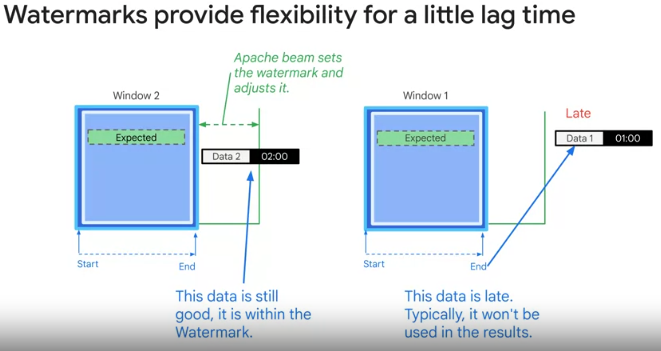 Watermarks provide flexibility for a little lag time
Apache beam sets
the watermark and
adjusts it.
Window 2
Expected
Data 2 02:00
Start
End
This data is still
good, it is within the
Watermark.
Window 1
Late
Expected
Data 1 01:00
Start
End
This data is late.
Typically, it won't be
used in the results.